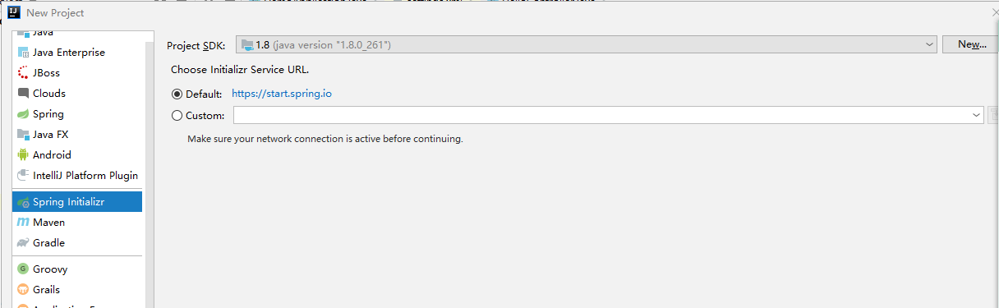 New Project
Java
Java Enterprise
JBoss
Clouds
Spring
Java FX
Android
IntelliJ Platform Plugin
Spring Initializr
Maven
Gradle
Groovy
Grails
Project SDK:
1.8 (java version "1.8.0_261")
New...
Choose Initializr Service URL.
Default: https://start.spring.io
Custom:
Make sure your network connection is active before continuing.